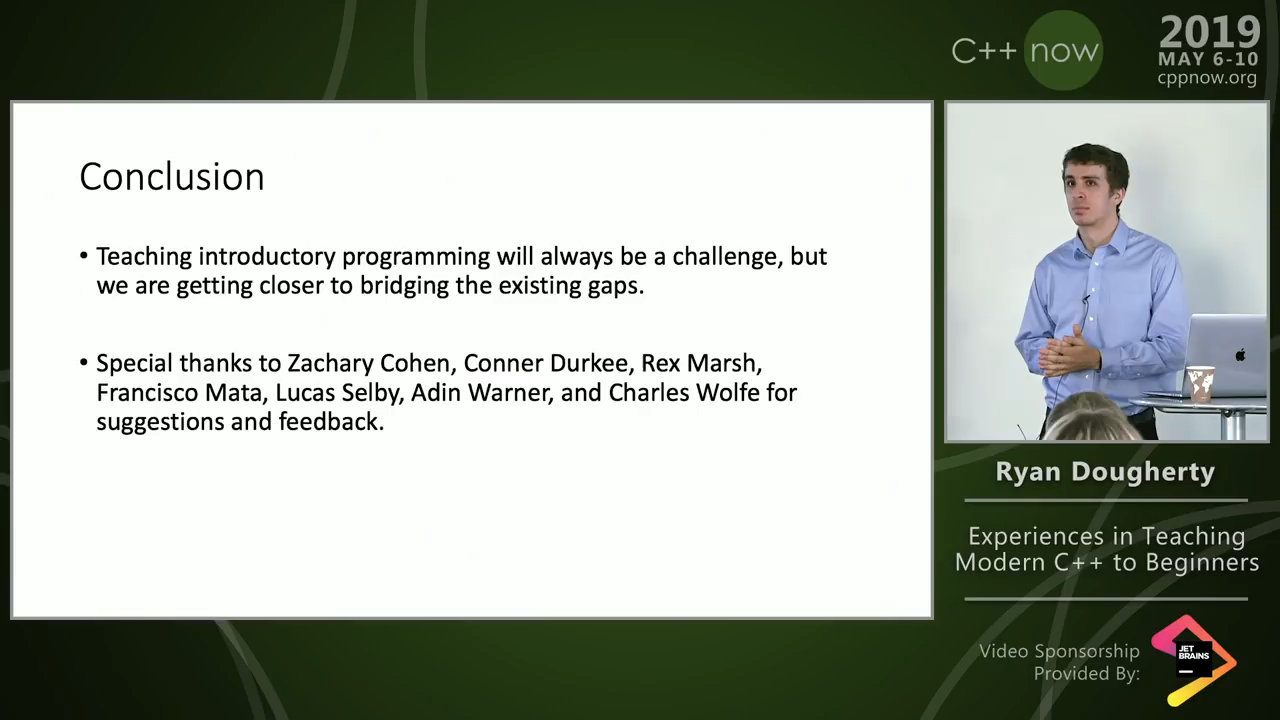 C++ now
2019
MAY 6-10
cppnow.org
Conclusion
• Teaching introductory programming will always be a challenge, but
we are getting closer to bridging the existing gaps.
• Special thanks to Zachary Cohen, Conner Durkee, Rex Marsh,
Francisco Mata, Lucas Selby, Adin Warner, and Charles Wolfe for
suggestions and feedback.
Ryan Dougherty
Experiences in Teaching
Modern C++ to Beginners
Video Sponsorship
Provided By:
JET
BRAINS